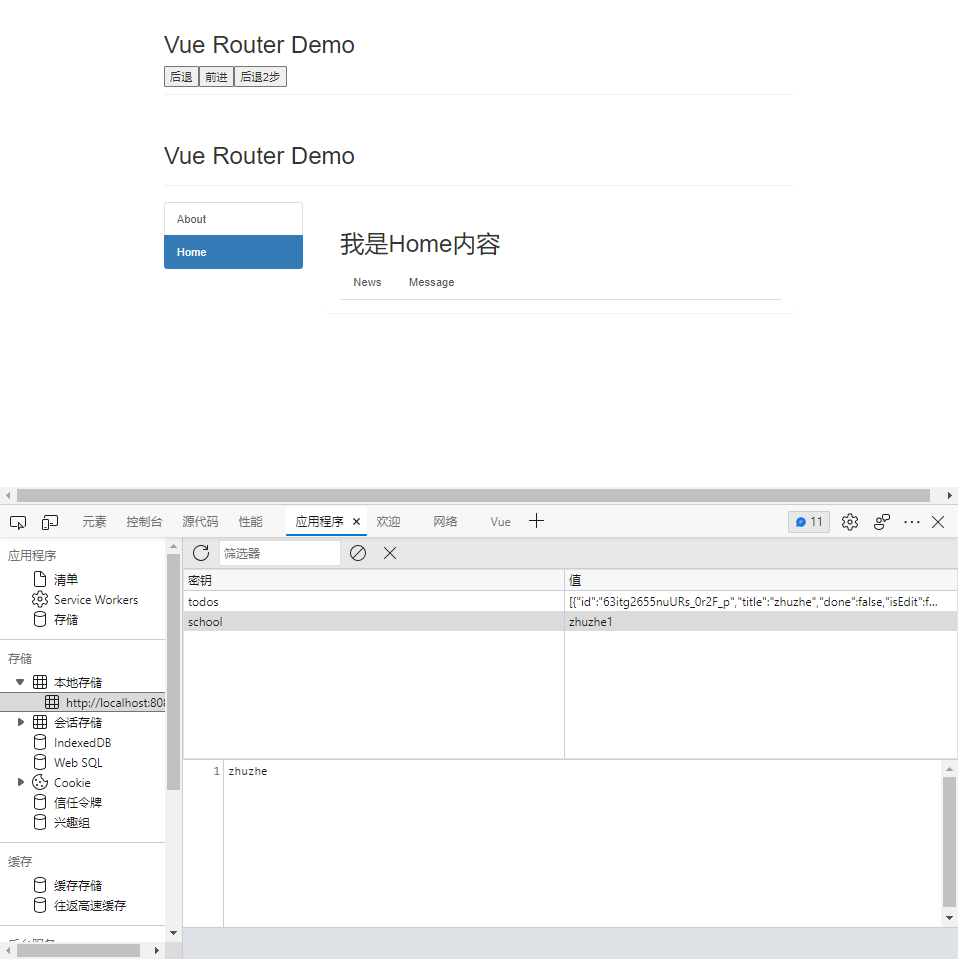 Vue Router Demo
后退 前进 后退2步
Vue Router Demo
About
Home
我是Home内容
News Message
元素 控制台 源代码 性能 应用程序 欢迎 网络 Vue 11
应用程序
清单
Service Workers
存储
存储
本地存储
http://localhost:808
会话存储
IndexedDB
Web SQL
Cookie
信任令牌
兴趣组
缓存
缓存存储
往返高速缓存
筛选器
密钥 值
todos [{"id":"63itg2655nuURs_0r2F_p","title":"zhuzhe","done":false,"isEdit":f...
school zhuzhe1
1 zhuzhe